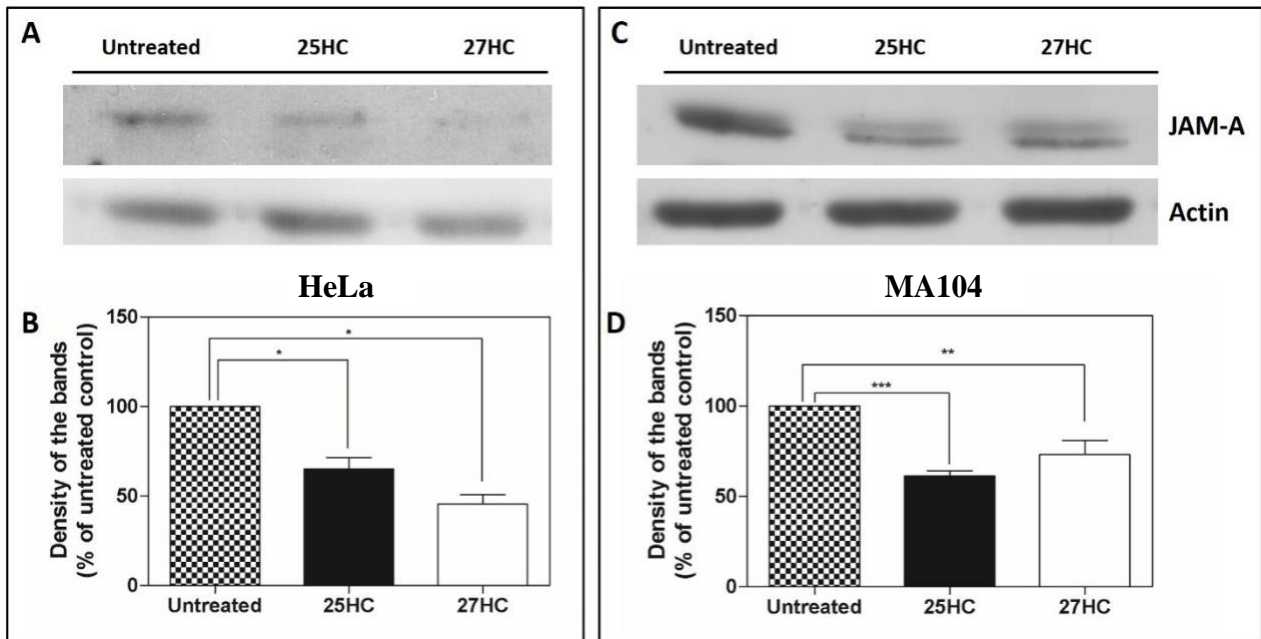 A
Untreated 25HC 27HC
HeLa
B
Density of the bands
(% of untreated control)
150
100
50
0
*
*
Untreated 25HC 27HC
C
Untreated 25HC 27HC
JAM-A
Actin
MA104
D
Density of the bands
(% of untreated control)
150
100
50
0
**
***
Untreated 25HC 27HC